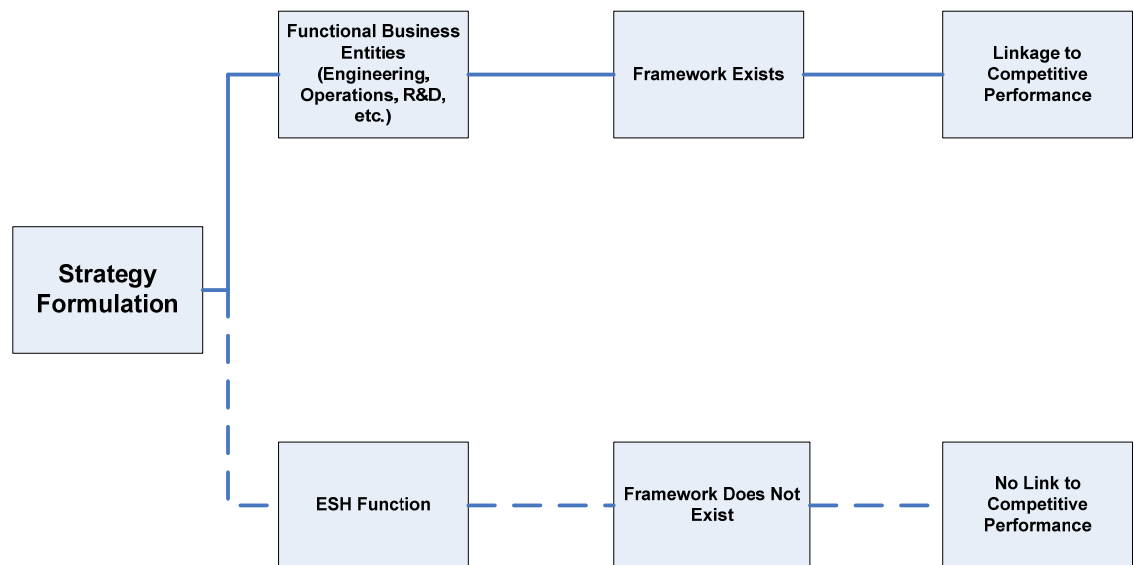 Functional Business
Entities
(Engineering,
Operations, R&D,
etc.)
Framework Exists
Linkage to
Competitive
Performance
Strategy
Formulation
ESH Function
Framework Does Not
Exist
No Link to
Competitive
Performance